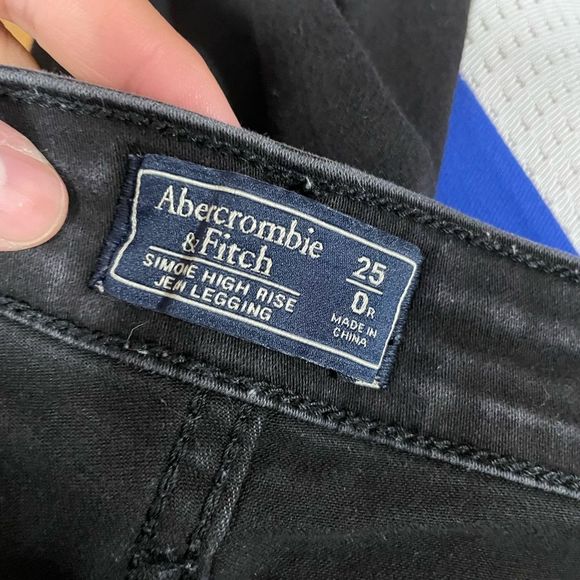 Abercrombie
& Fitch
SIMONE HIGH RISE
JEAN LEGGING
25
0R
MADE IN
CHINA